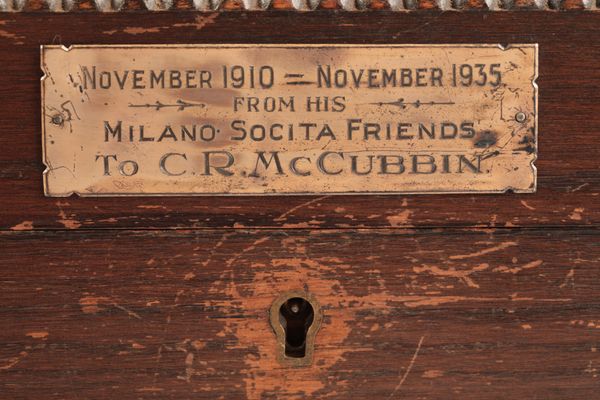 NOVEMBER 1910 = NOVEMBER 1935
FROM HIS
MILANO· SOCITA FRIENDS
TO C.R. MCCUBBIN.